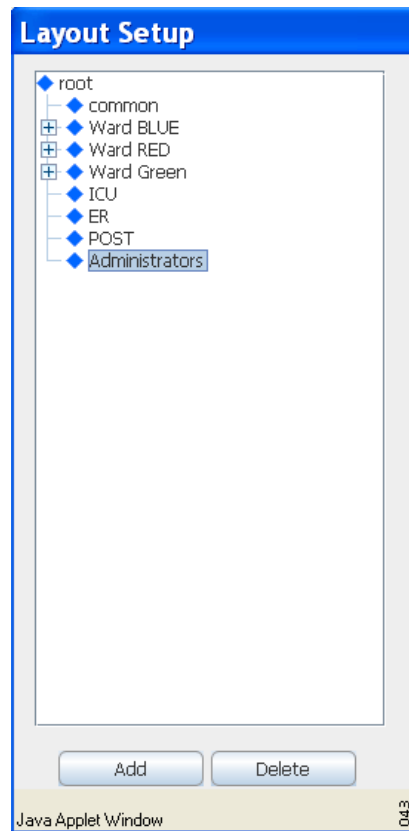 Layout Setup
root
common
Ward BLUE
Ward RED
Ward Green
ICU
ER
POST
Administrators
Add
Delete
Java Applet Window
043